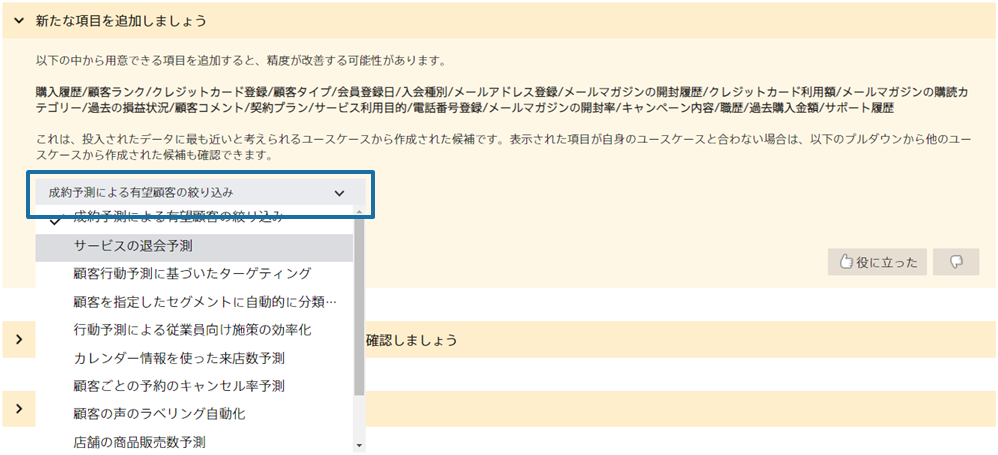 新たな項目を追加しましょう
以下の中から用意できる項目を追加すると、精度が改善する可能性があります。
購入履歴/顧客ランク/クレジットカード登録/顧客タイプ/会員登録日/入会種別/メールアドレス登録/メールマガジンの開封履歴/クレジットカード利用額/メールマガジンの購読カ
テゴリー/過去の損益状況/顧客コメント/契約プラン/サービス利用目的/電話番号登録/メールマガジンの開封率/キャンペーン内容/職歴/過去購入金額/サポート履歴
これは、投入されたデータに最も近いと考えられるユースケースから作成された候補です。表示された項目が自身のユースケースと合わない場合は、以下のプルダウンから他のユー
スケースから作成された候補も確認できます。
成約予測による有望顧客の絞り込み
成約予測による有望顧客の絞り込み
サービスの退会予測
顧客行動予測に基づいたターゲティング
顧客を指定したセグメントに自動的に分類…
行動予測による従業員向け施策の効率化
カレンダー情報を使った来店数予測
顧客ごとの予約のキャンセル率予測
顧客の声のラベリング自動化
店舗の商品販売数予測
役に立った
確認しましょう